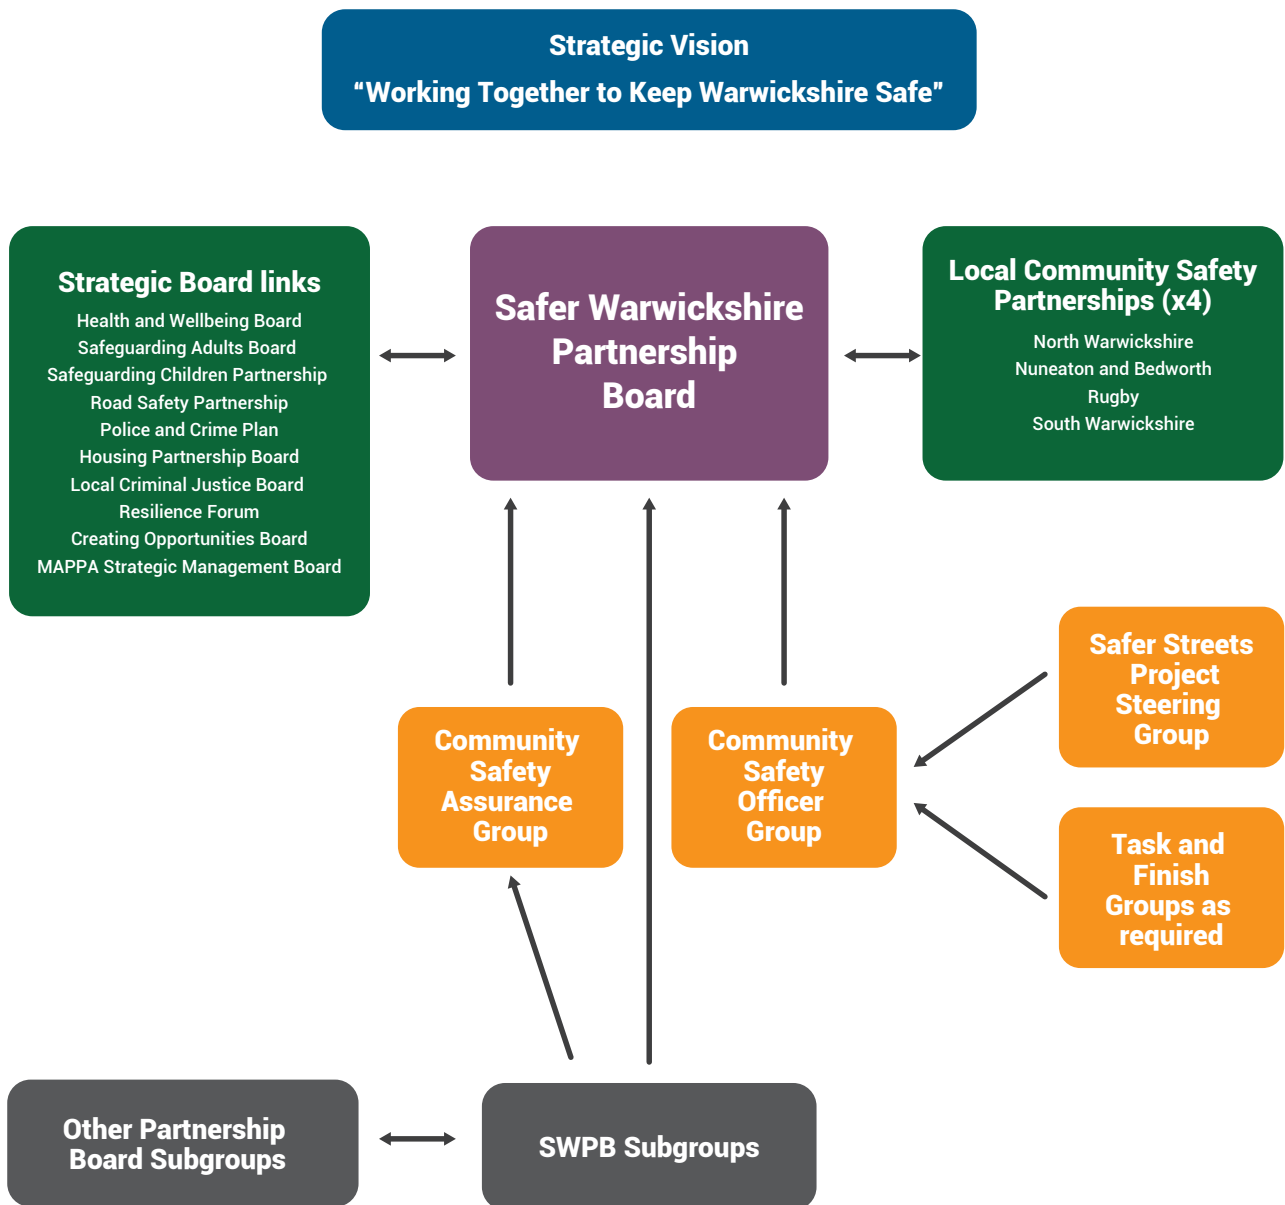 Strategic Vision
“Working Together to Keep Warwickshire Safe”
Strategic Board links
Health and Wellbeing Board
Safeguarding Adults Board
Safeguarding Children Partnership
Road Safety Partnership
Police and Crime Plan
Housing Partnership Board
Local Criminal Justice Board
Resilience Forum
Creating Opportunities Board
MAPPA Strategic Management Board
Safer Warwickshire
Partnership
Board
Local Community Safety
Partnerships (x4)
North Warwickshire
Nuneaton and Bedworth
Rugby
South Warwickshire
Community
Safety
Assurance
Group
Community
Safety
Officer
Group
Safer Streets
Project
Steering
Group
Task and
Finish
Groups as
required
Other Partnership
Board Subgroups
SWPB Subgroups